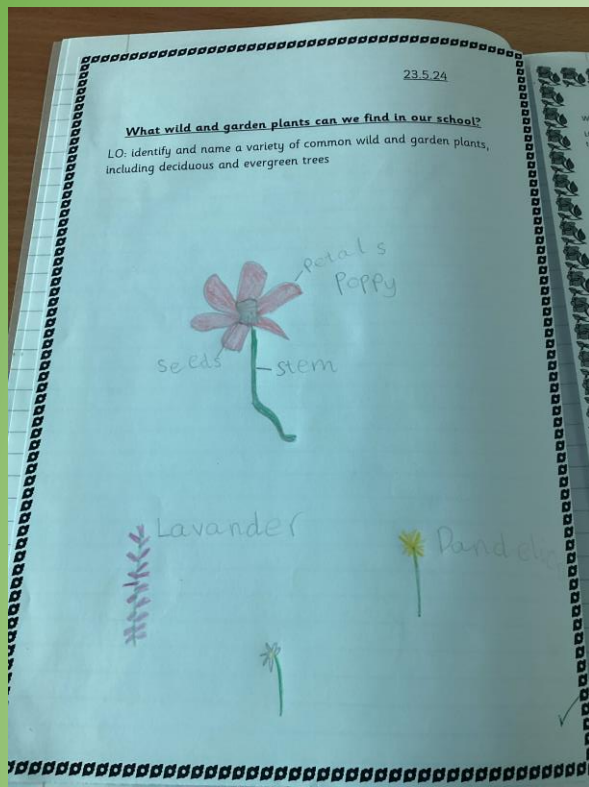 23.5.24
What wild and garden plants can we find in our school?
LO: identify and name a variety of common wild and garden plants,
including deciduous and evergreen trees
petals
Poppy
seeds
stem
Lavander